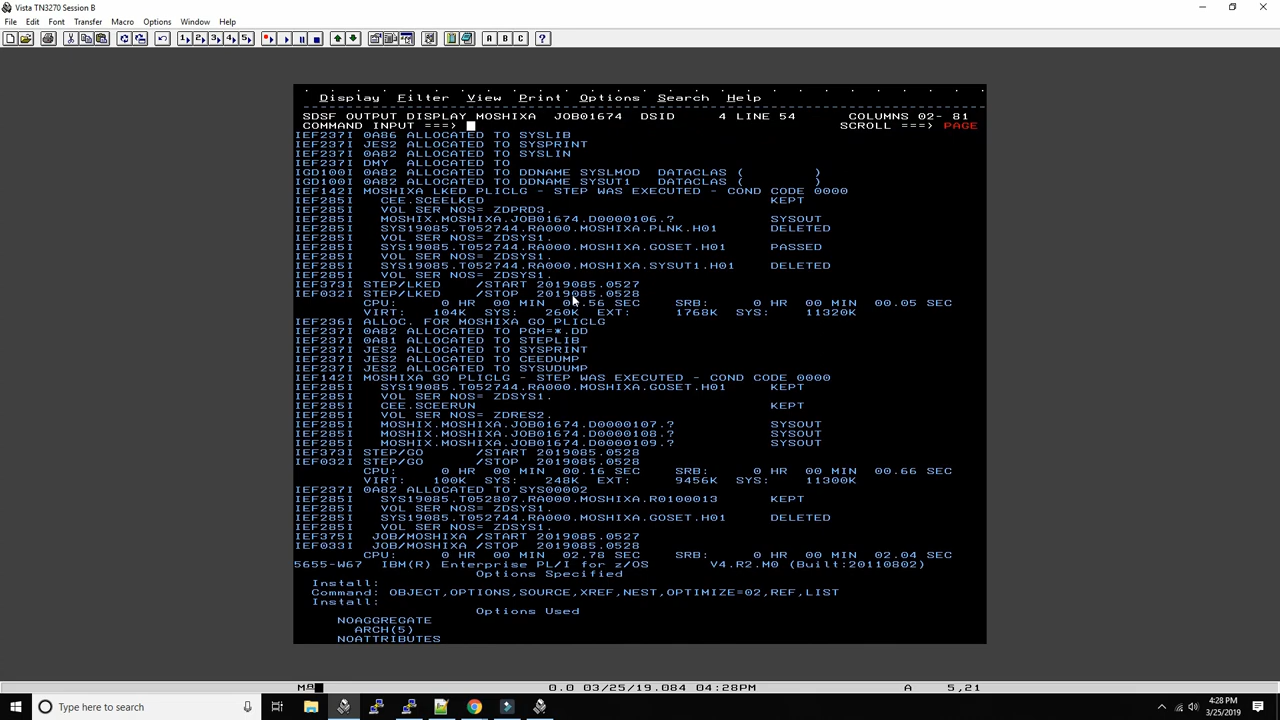 Vista TN3270 Session B
File Edit Font Transfer Macro Options Window Help
A B C
Display Filter View Print Options Search Help
SDSF OUTPUT DISPLAY MOSHIXA JOB01674 DSID 4 LINE 54 COLUMNS 02- 81
COMMAND INPUT ===> SCROLL ===> PAGE
IEF237I 0A86 ALLOCATED TO SYSLIB
IEF237I JES2 ALLOCATED TO SYSPRINT
IEF237I 0A82 ALLOCATED TO SYSLIN
IEF237I DMY ALLOCATED TO
IGD100I 0A82 ALLOCATED TO DDNAME SYSLMOD DATACLAS ( )
IGD100I 0A82 ALLOCATED TO DDNAME SYSUT1 DATACLAS ( )
IEF142I MOSHIXA LKED PLICLG - STEP WAS EXECUTED - COND CODE 0000
IEF285I CEE.SCEELKED KEPT
IEF285I VOL SER NOS= ZDPRD3.
IEF285I MOSHIX.MOSHIXA.JOB01674.D0000106.? SYSOUT
IEF285I SYS19085.T052744.RA000.MOSHIXA.PLNK.H01 DELETED
IEF285I VOL SER NOS= ZDSYS1.
IEF285I SYS19085.T052744.RA000.MOSHIXA.GOSET.H01 PASSED
IEF285I VOL SER NOS= ZDSYS1.
IEF285I SYS19085.T052744.RA000.MOSHIXA.SYSUT1.H01 DELETED
IEF285I VOL SER NOS= ZDSYS1.
IEF373I STEP/LKED /START 2019085.0527
IEF032I STEP/LKED /STOP 2019085.0528
CPU: 0 HR 00 MIN SEC SRB: 0 HR 00 MIN 00.05 SEC
VIRT: 104K SYS: 260K EXT: 1768K SYS: 11320K
IEF236I ALLOC. FOR MOSHIXA GO PLICLG
IEF237I 0A82 ALLOCATED TO PGM=*.DD
IEF237I 0A81 ALLOCATED TO STEPLIB
IEF237I JES2 ALLOCATED TO SYSPRINT
IEF237I JES2 ALLOCATED TO CEEDUMP
IEF237I JES2 ALLOCATED TO SYSUDUMP
IEF142I MOSHIXA GO PLICLG - STEP WAS EXECUTED - COND CODE 0000
IEF285I SYS19085.T052744.RA000.MOSHIXA.GOSET.H01 KEPT
IEF285I VOL SER NOS= ZDSYS1.
IEF285I CEE.SCEERUN KEPT
IEF285I VOL SER NOS= ZDRES2.
IEF285I MOSHIX.MOSHIXA.JOB01674.D0000107.? SYSOUT
IEF285I MOSHIX.MOSHIXA.JOB01674.D0000108.? SYSOUT
IEF285I MOSHIX.MOSHIXA.JOB01674.D0000109.? SYSOUT
IEF373I STEP/GO /START 2019085.0528
IEF032I STEP/GO /STOP 2019085.0528
CPU: 0 HR 00 MIN 00.16 SEC SRB: 0 HR 00 MIN 00.66 SEC
VIRT: 100K SYS: 248K EXT: 9456K SYS: 11300K
IEF237I 0A82 ALLOCATED TO SYS00002
IEF285I SYS19085.T052807.RA000.MOSHIXA.R0100013 KEPT
IEF285I VOL SER NOS= ZDSYS1.
IEF285I SYS19085.T052744.RA000.MOSHIXA.GOSET.H01 DELETED
IEF285I VOL SER NOS= ZDSYS1.
IEF375I JOB/MOSHIXA /START 2019085.0527
IEF033I JOB/MOSHIXA /STOP 2019085.0528
CPU: 0 HR 00 MIN 02.78 SEC SRB: 0 HR 00 MIN 02.04 SEC
5655-W67 IBM(R) Enterprise PL/I for z/OS V4.R2.M0 (Built:20110802)
Options Specified
Install:
Command: OBJECT,OPTIONS,SOURCE,XREF,NEST,OPTIMIZE=02,REF,LIST
Install:
Options Used
NOAGGREGATE
ARCH(5)
NOATTRIBUTES
0.0 03/25/19.084 04:28PM A 5,21
Type here to search
4:28 PM
3/25/2019